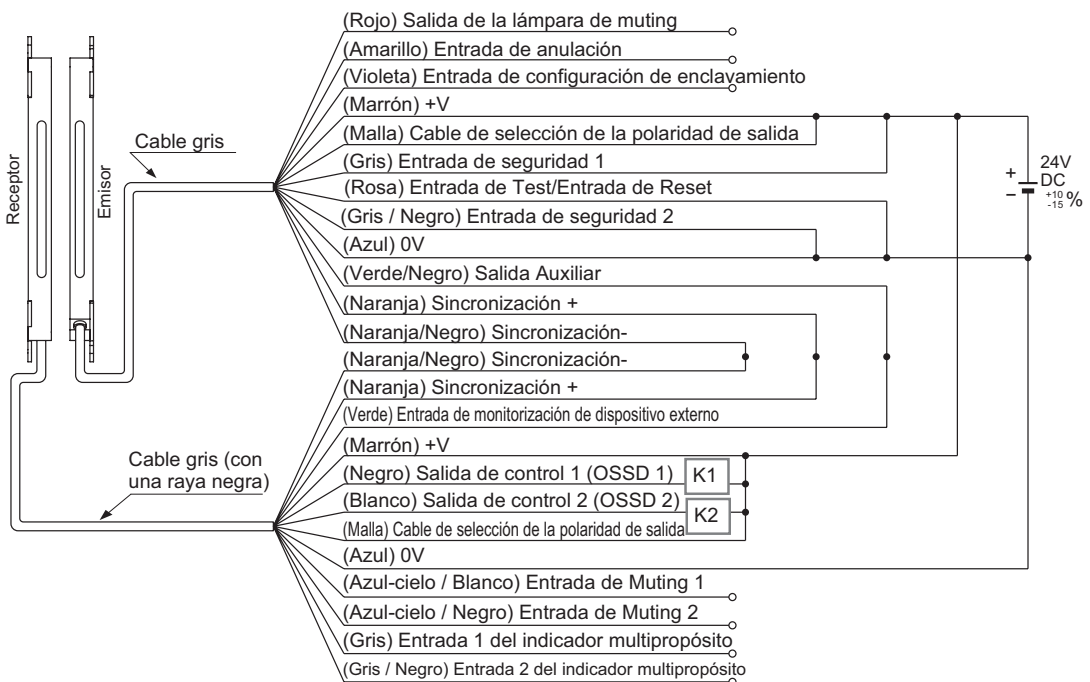 (Rojo) Salida de la lámpara de muting
(Amarillo) Entrada de anulación
(Violeta) Entrada de configuración de enclavamiento
(Marrón) +V
(Malla) Cable de selección de la polaridad de salida
(Gris) Entrada de seguridad 1
(Rosa) Entrada de Test/Entrada de Reset
(Gris / Negro) Entrada de seguridad 2
(Azul) 0V
(Verde/Negro) Salida Auxiliar
(Naranja) Sincronización +
(Naranja/Negro) Sincronización-
(Naranja/Negro) Sincronización-
(Naranja) Sincronización +
(Verde) Entrada de monitorización de dispositivo externo
(Marrón) +V
(Negro) Salida de control 1 (OSSD 1)
K1
(Blanco) Salida de control 2 (OSSD 2)
K2
(Malla) Cable de selección de la polaridad de salida
(Azul) 0V
(Azul-cielo / Blanco) Entrada de Muting 1
(Azul-cielo / Negro) Entrada de Muting 2
(Gris) Entrada 1 del indicador multipropósito
(Gris / Negro) Entrada 2 del indicador multipropósito
Receptor
Emisor
Cable gris
Cable gris (con
una raya negra)
+
−
24V
DC
+10
-15 %